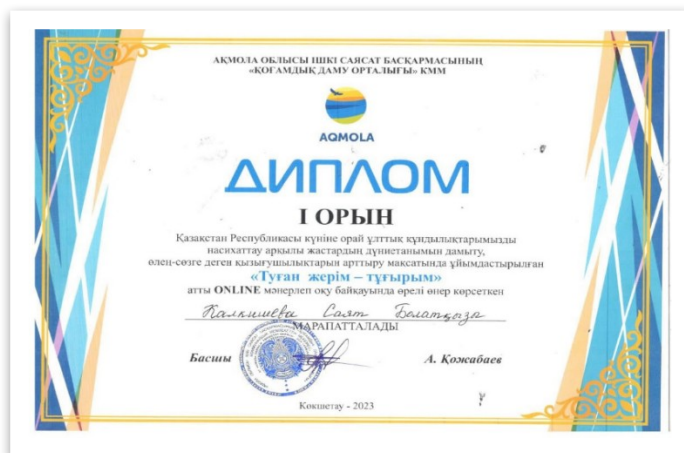 АҚМОЛА ОБЛЫСЫ ІШКІ САЯСАТ БАСҚАРМАСЫНЫҢ
«ҚОҒАМДЫҚ ДАМУ ОРТАЛЫҒЫ» КММ
AQMOLA
ДИПЛОМ
І ОРЫН
Қазақстан Республикасы күніне орай ұлттық құндылықтарымызды
насихаттау арқылы жастардың дүниетанымын дамыту,
өлең-сөзге деген қызығушылықтарын арттыру мақсатында ұйымдастырылған
«Туған жерім – тұғырым»
атты ONLINE мәнерлеп оқу байқауында өрелі өнер көрсеткен
Калкишева Саят Болатқызы
МАРАПАТТАЛАДЫ
Басшы А. Қожабаев
Көкшетау - 2023